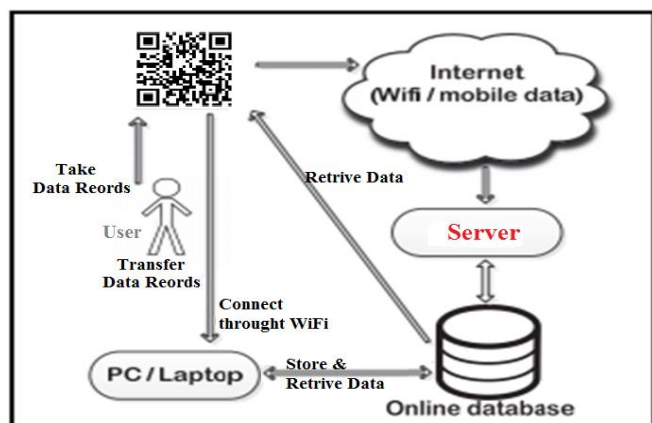 Internet
(Wifi / mobile data)
Take
Data Reords
Retrive Data
User
Server
Transfer
Data Reords
Connect
throught WiFi
PC / Laptop
Store &
Retrive Data
Online database